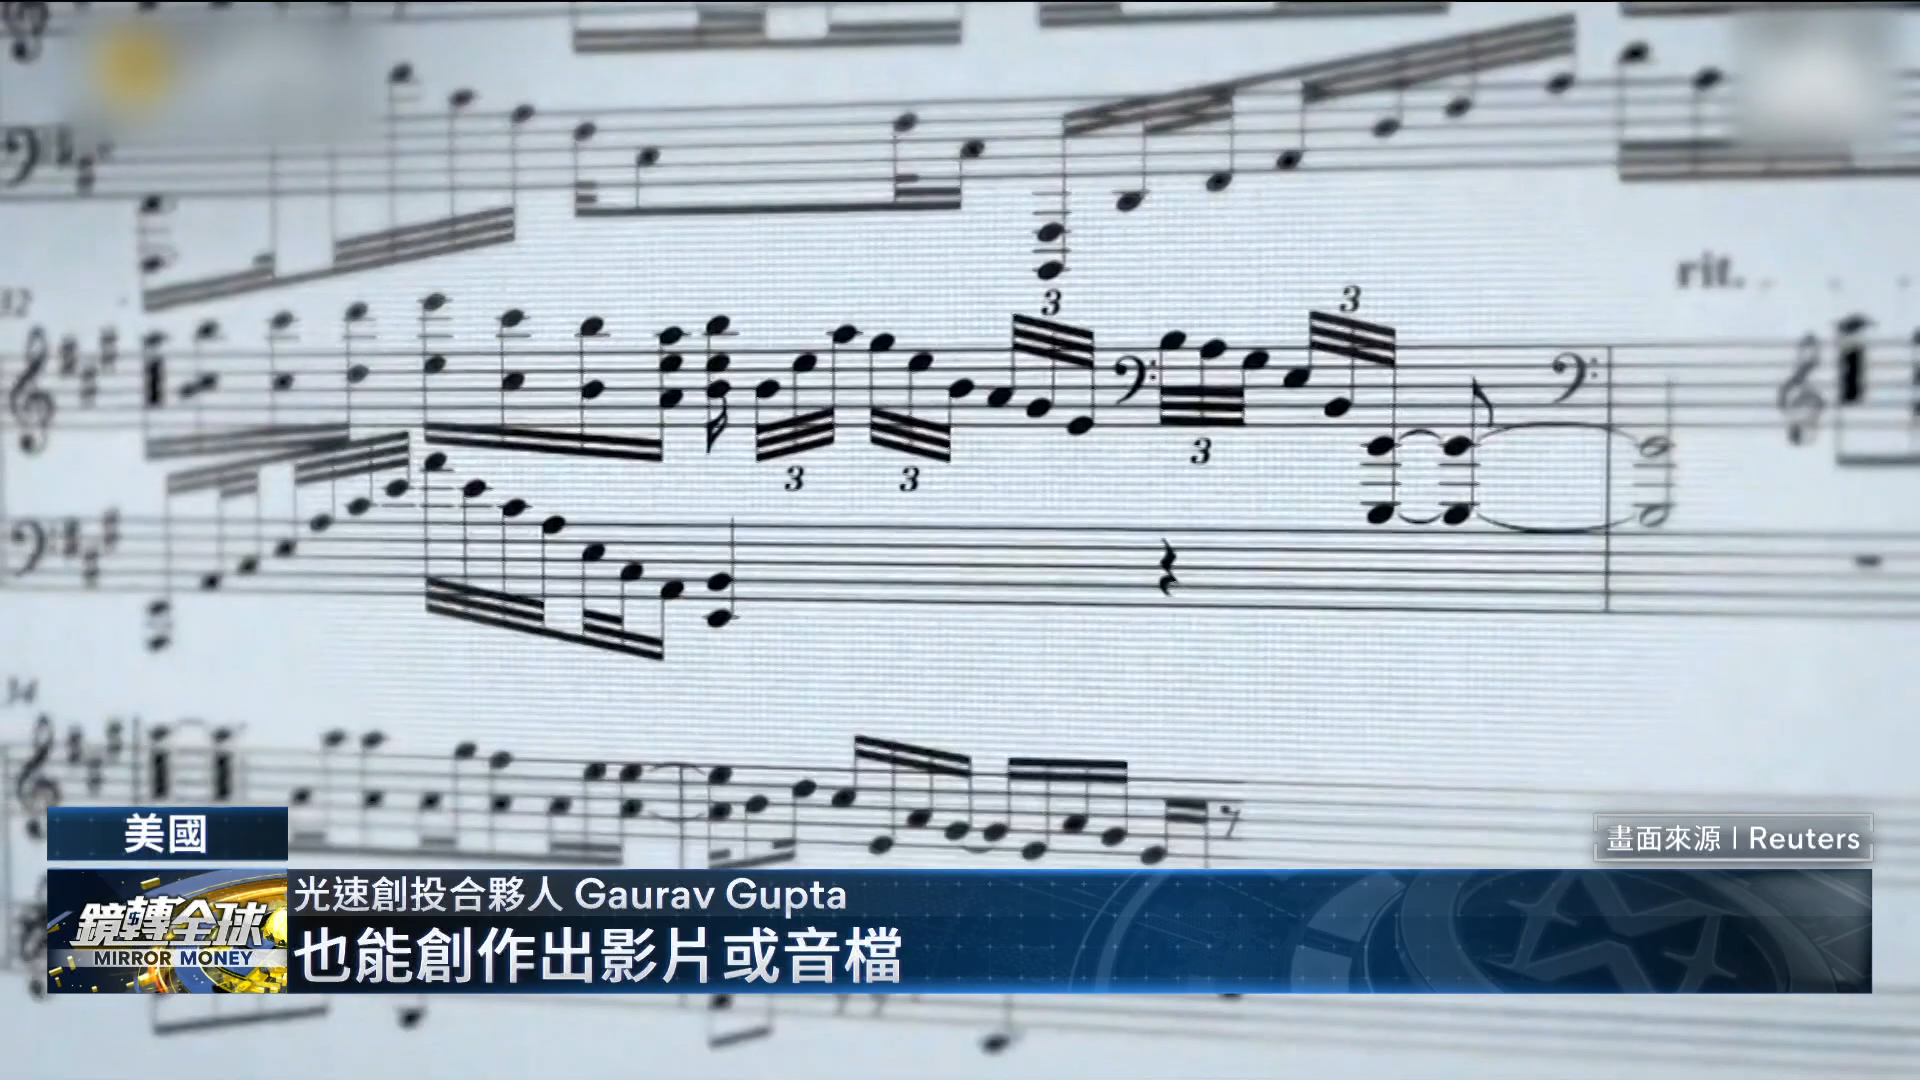 rit.
32
3
3
3
3
3
34
美國
畫面來源 | Reuters
鏡轉全球
MIRROR MONEY
光速創投合夥人 Gaurav Gupta
也能創作出影片或音檔